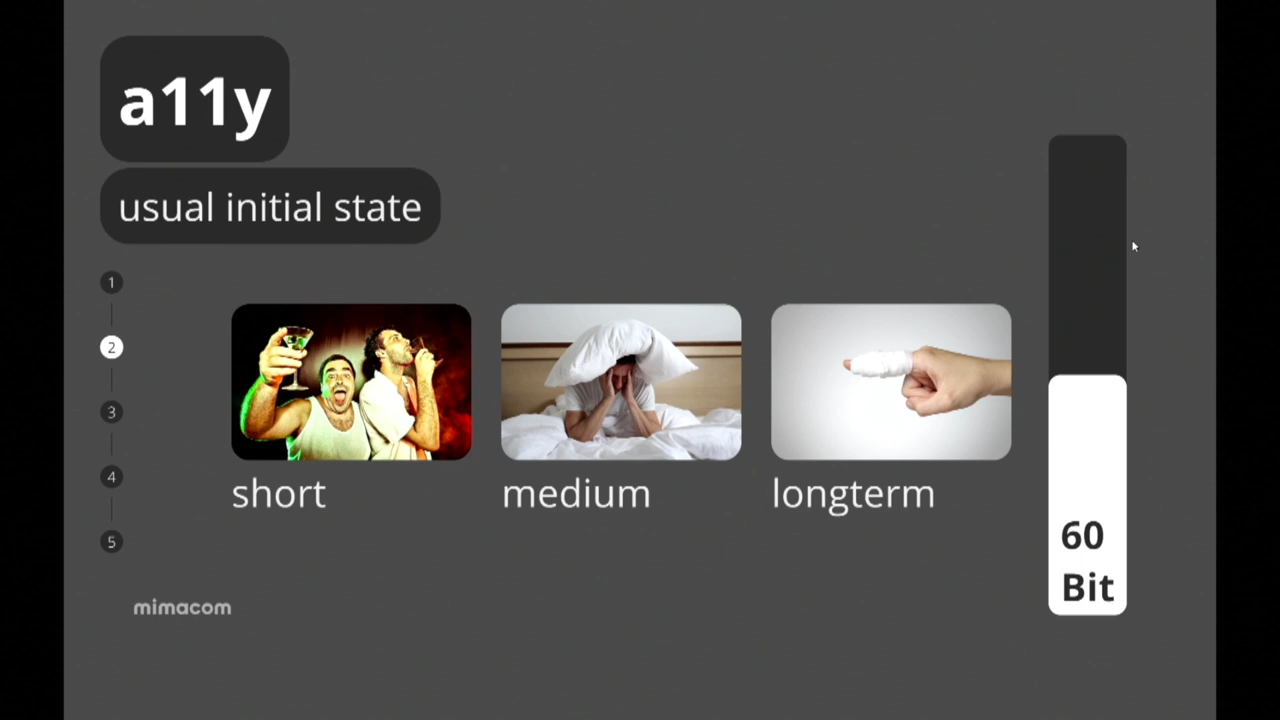 a11y
usual initial state
1
2
3
4
5
short
medium
longterm
60
Bit
mimacom